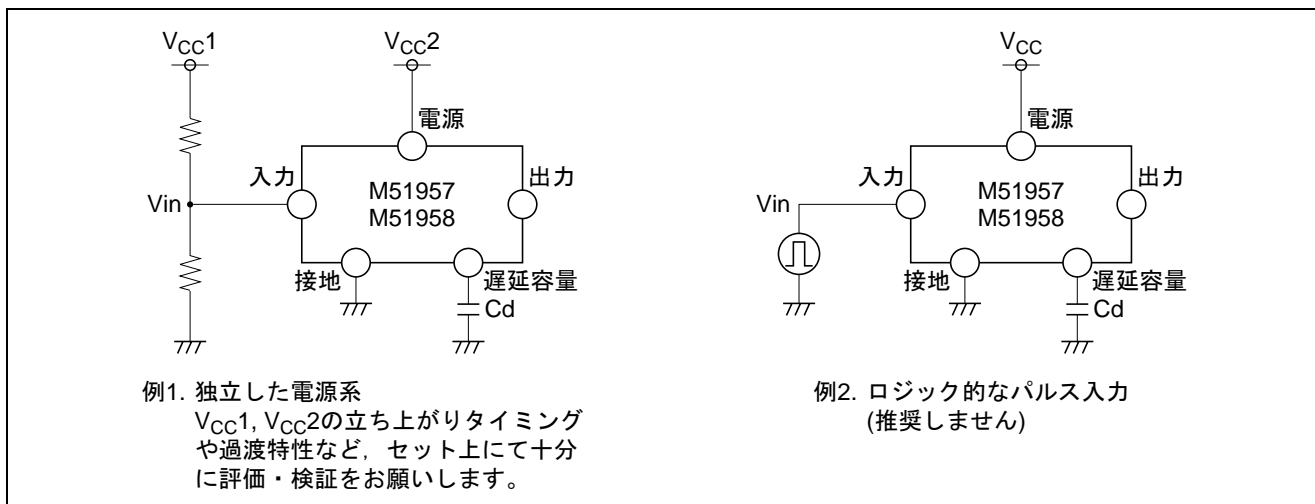 VCC1
VCC2
電源
入力
M51957
M51958
出力
Vin
接地
遅延容量
Cd
例1. 独立した電源系
VCC1, VCC2の立ち上がりタイミング
や過渡特性など，セット上にて十分
に評価・検証をお願いします。
VCC
電源
入力
M51957
M51958
出力
Vin
接地
遅延容量
Cd
例2. ロジック的なパルス入力
(推奨しません)